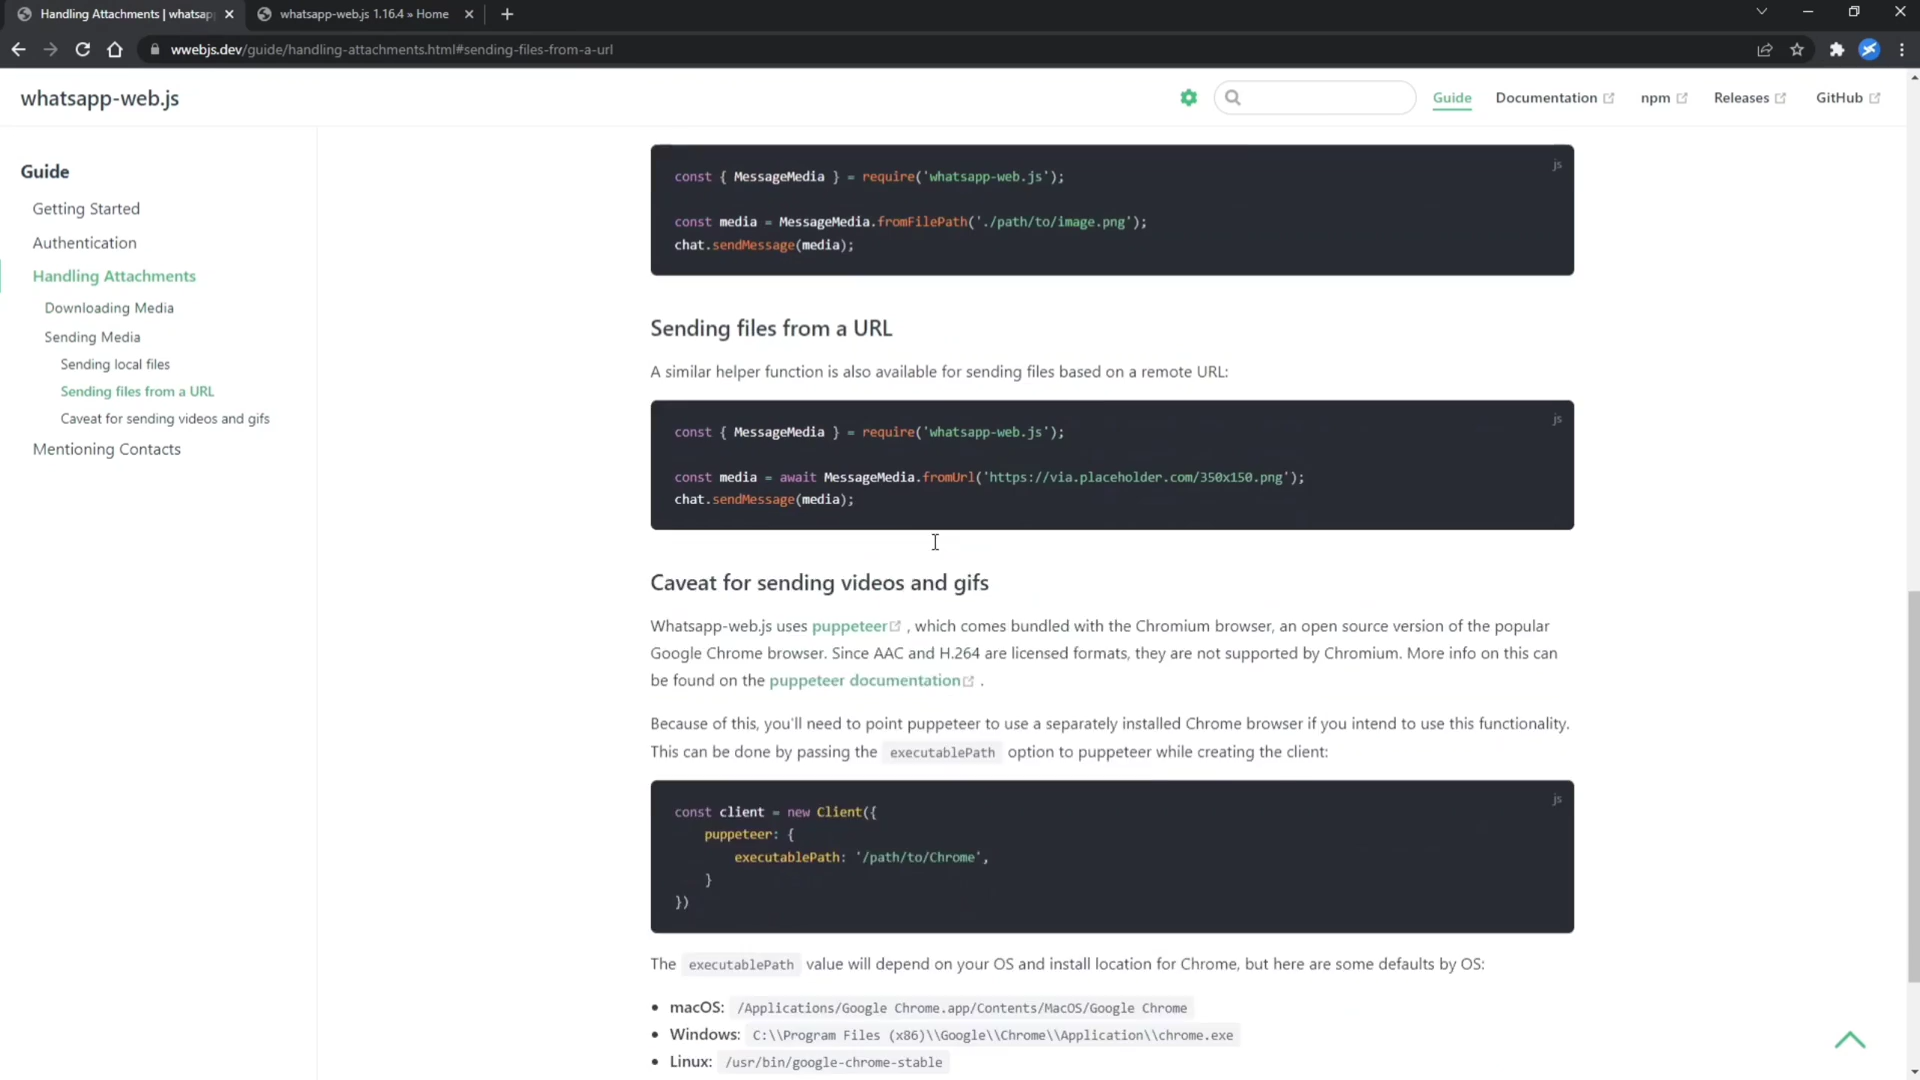 Handling Attachments | whatsapp
whatsapp-web.js 1.16.4 » Home
wwebjs.dev/guide/handling-attachments.html#sending-files-from-a-url
whatsapp-web.js
Guide
Documentation
npm
Releases
GitHub
Guide
Getting Started
Authentication
Handling Attachments
Downloading Media
Sending Media
Sending local files
Sending files from a URL
Caveat for sending videos and gifs
Mentioning Contacts
js
const { MessageMedia } = require('whatsapp-web.js');
const media = MessageMedia.fromFilePath('./path/to/image.png');
chat.sendMessage(media);
Sending files from a URL
A similar helper function is also available for sending files based on a remote URL:
js
const { MessageMedia } = require('whatsapp-web.js');
const media = await MessageMedia.fromUrl('https://via.placeholder.com/350x150.png');
chat.sendMessage(media);
Caveat for sending videos and gifs
Whatsapp-web.js uses puppeteer , which comes bundled with the Chromium browser, an open source version of the popular
Google Chrome browser. Since AAC and H.264 are licensed formats, they are not supported by Chromium. More info on this can
be found on the puppeteer documentation .
Because of this, you'll need to point puppeteer to use a separately installed Chrome browser if you intend to use this functionality.
This can be done by passing the executablePath option to puppeteer while creating the client:
js
const client = new Client({
puppeteer: {
executablePath: '/path/to/Chrome',
}
})
The executablePath value will depend on your OS and install location for Chrome, but here are some defaults by OS:
• macOS: /Applications/Google Chrome.app/Contents/MacOS/Google Chrome
• Windows: C:\\Program Files (x86)\\Google\\Chrome\\Application\\chrome.exe
• Linux: /usr/bin/google-chrome-stable